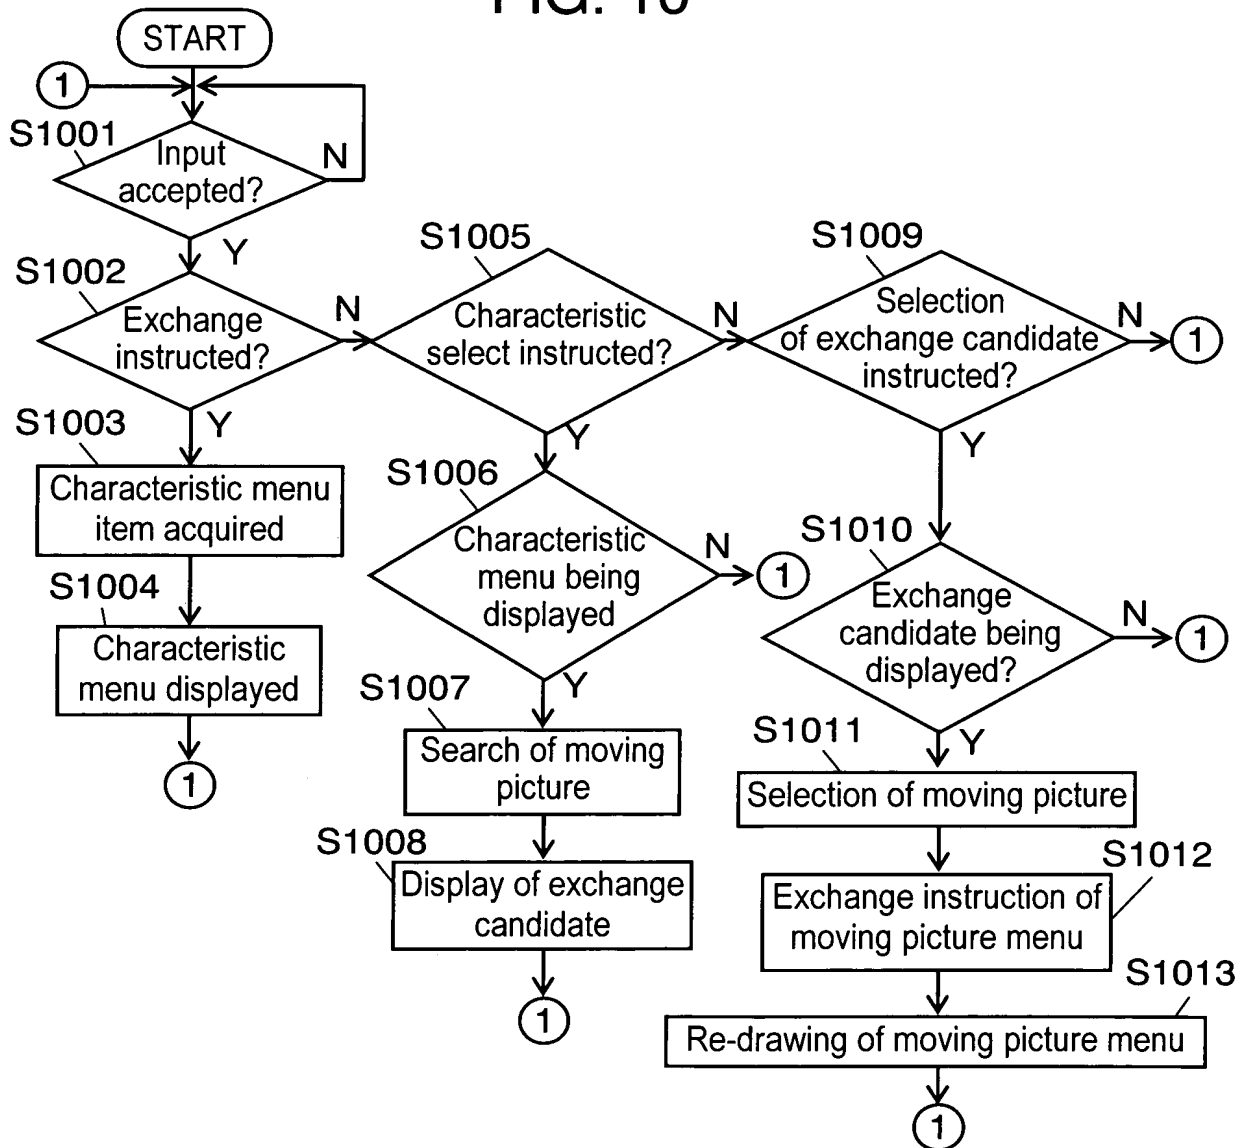 FIG. 10
START
1
S1001
Input
accepted?
N
Y
S1002
Exchange
instructed?
N
Y
S1003
Characteristic menu
item acquired
S1004
Characteristic
menu displayed
1
S1005
Characteristic
select instructed?
N
Y
S1006
Characteristic
menu being
displayed
N
1
Y
S1007
Search of moving
picture
S1008
Display of exchange
candidate
1
S1009
Selection
of exchange candidate
instructed?
N
1
Y
S1010
Exchange
candidate being
displayed?
N
1
Y
S1011
Selection of moving picture
S1012
Exchange instruction of
moving picture menu
S1013
Re-drawing of moving picture menu
1